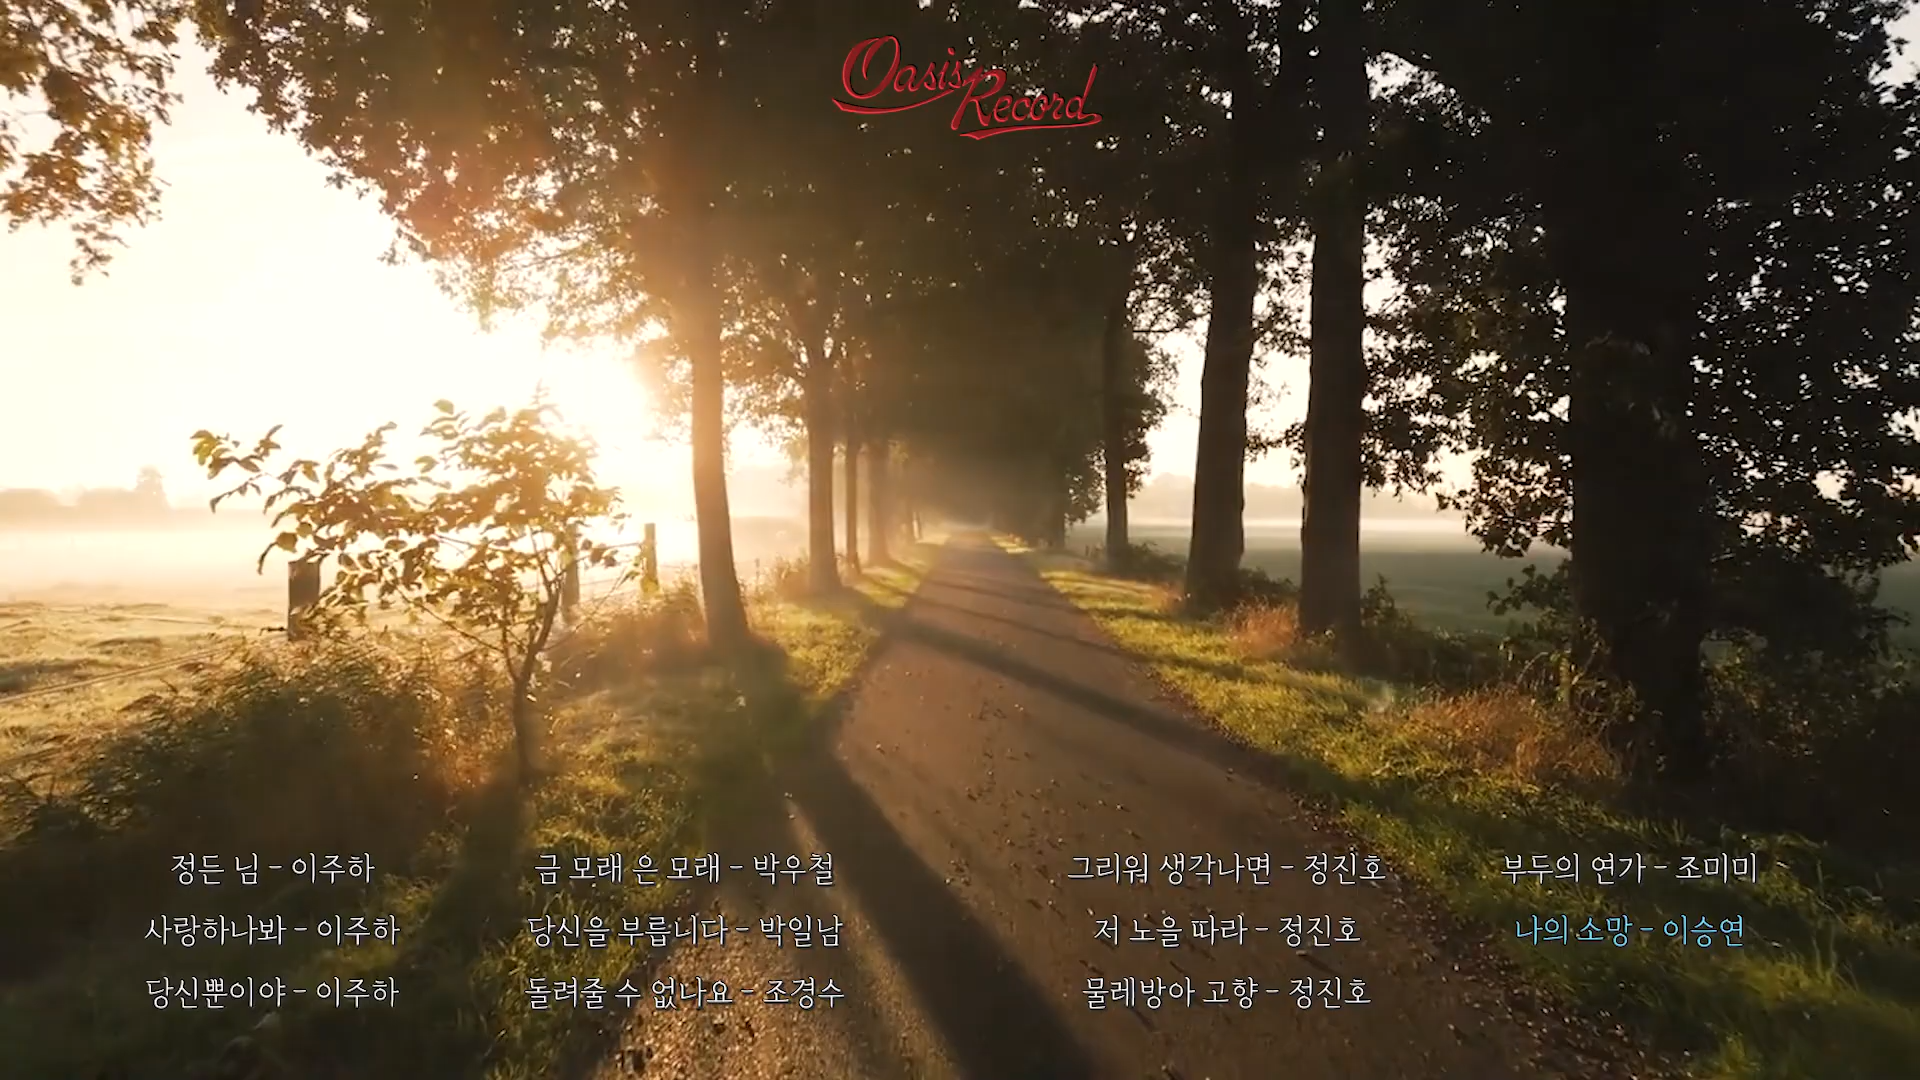 Oasis
Record
정든 님 - 이주하
사랑하나봐 - 이주하
당신뿐이야 - 이주하
금 모래 은 모래 - 박우철
당신을 부릅니다 - 박일남
돌려줄 수 없나요 - 조경수
그리워 생각나면 - 정진호
저 노을 따라 - 정진호
물레방아 고향 - 정진호
부두의 연가 - 조미미
나의 소망 - 이승연